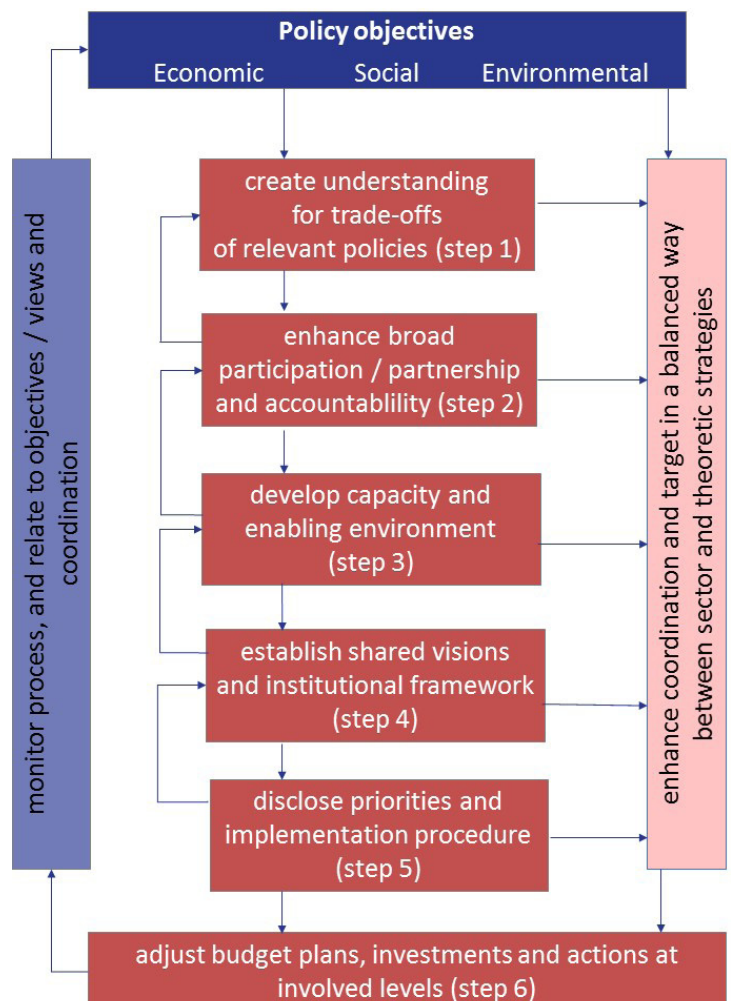 Policy objectives
Economic Social Environmental
create understanding
for trade-offs
of relevant policies (step 1)
enhance broad
participation / partnership
and accountablility (step 2)
develop capacity and
enabling environment
(step 3)
establish shared visions
and institutional framework
(step 4)
disclose priorities and
implementation procedure
(step 5)
adjust budget plans, investments and actions at
involved levels (step 6)
monitor process, and relate to objectives / views and
coordination
enhance coordination and target in a balanced way
between sector and theoretic strategies